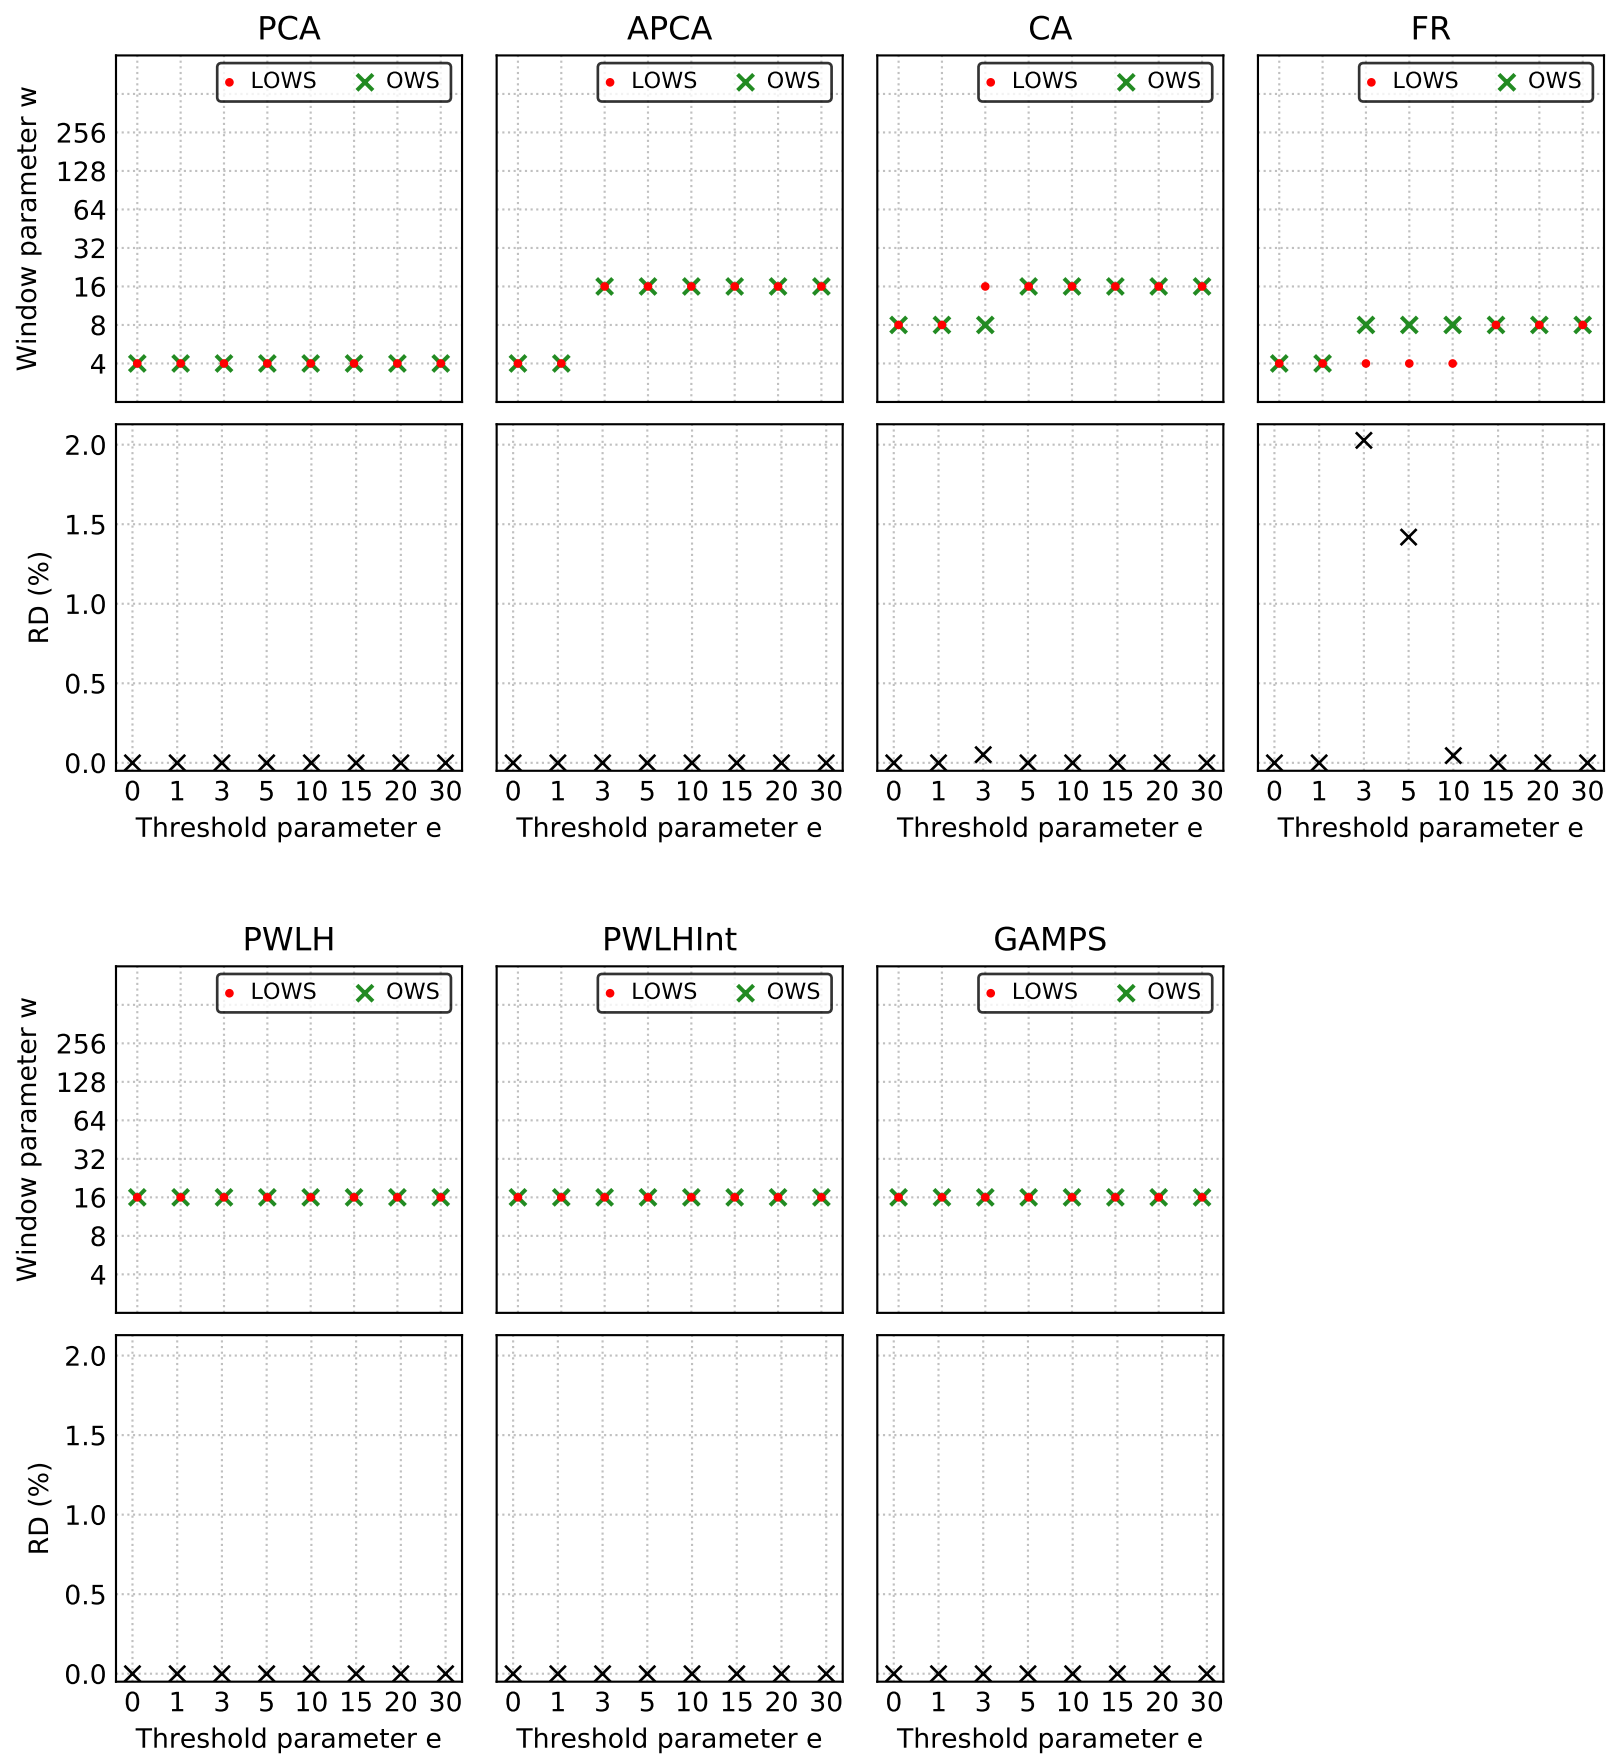 PCA APCA CA FR
LOWS OWS LOWS OWS LOWS OWS LOWS OWS
Window parameter w
256
128
64
32
16
8
4
RD (%)
2.0
1.5
1.0
0.5
0.0
0 1 3 5 10 15 20 30 0 1 3 5 10 15 20 30 0 1 3 5 10 15 20 30 0 1 3 5 10 15 20 30
Threshold parameter e Threshold parameter e Threshold parameter e Threshold parameter e
PWLH PWLHInt GAMPS
LOWS OWS LOWS OWS LOWS OWS
Window parameter w
256
128
64
32
16
8
4
RD (%)
2.0
1.5
1.0
0.5
0.0
0 1 3 5 10 15 20 30 0 1 3 5 10 15 20 30 0 1 3 5 10 15 20 30
Threshold parameter e Threshold parameter e Threshold parameter e